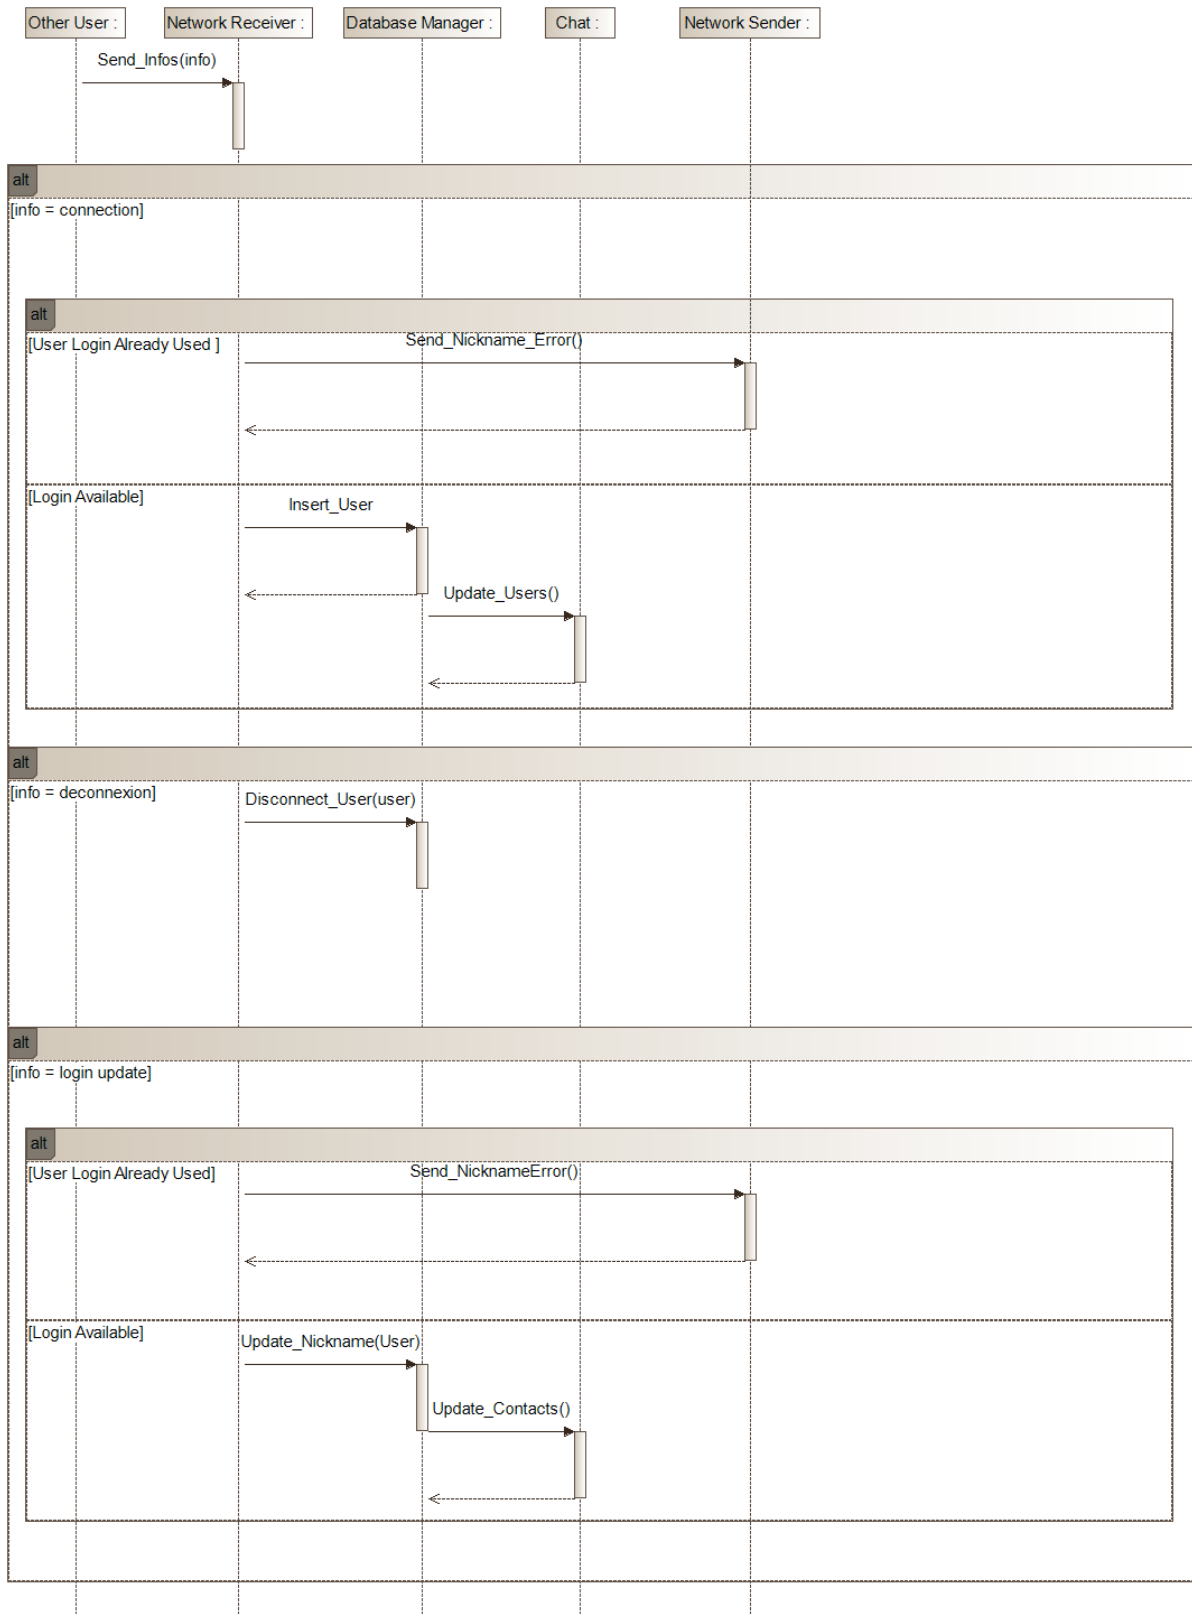 Other User :
Network Receiver :
Database Manager :
Chat :
Network Sender :
Send_Infos(info)
alt
[info = connection]
alt
[User Login Already Used ]
Send_Nickname_Error()
[Login Available]
Insert_User
Update_Users()
alt
[info = deconnexion]
Disconnect_User(user)
alt
[info = login update]
alt
[User Login Already Used]
Send_NicknameError()
[Login Available]
Update_Nickname(User)
Update_Contacts()